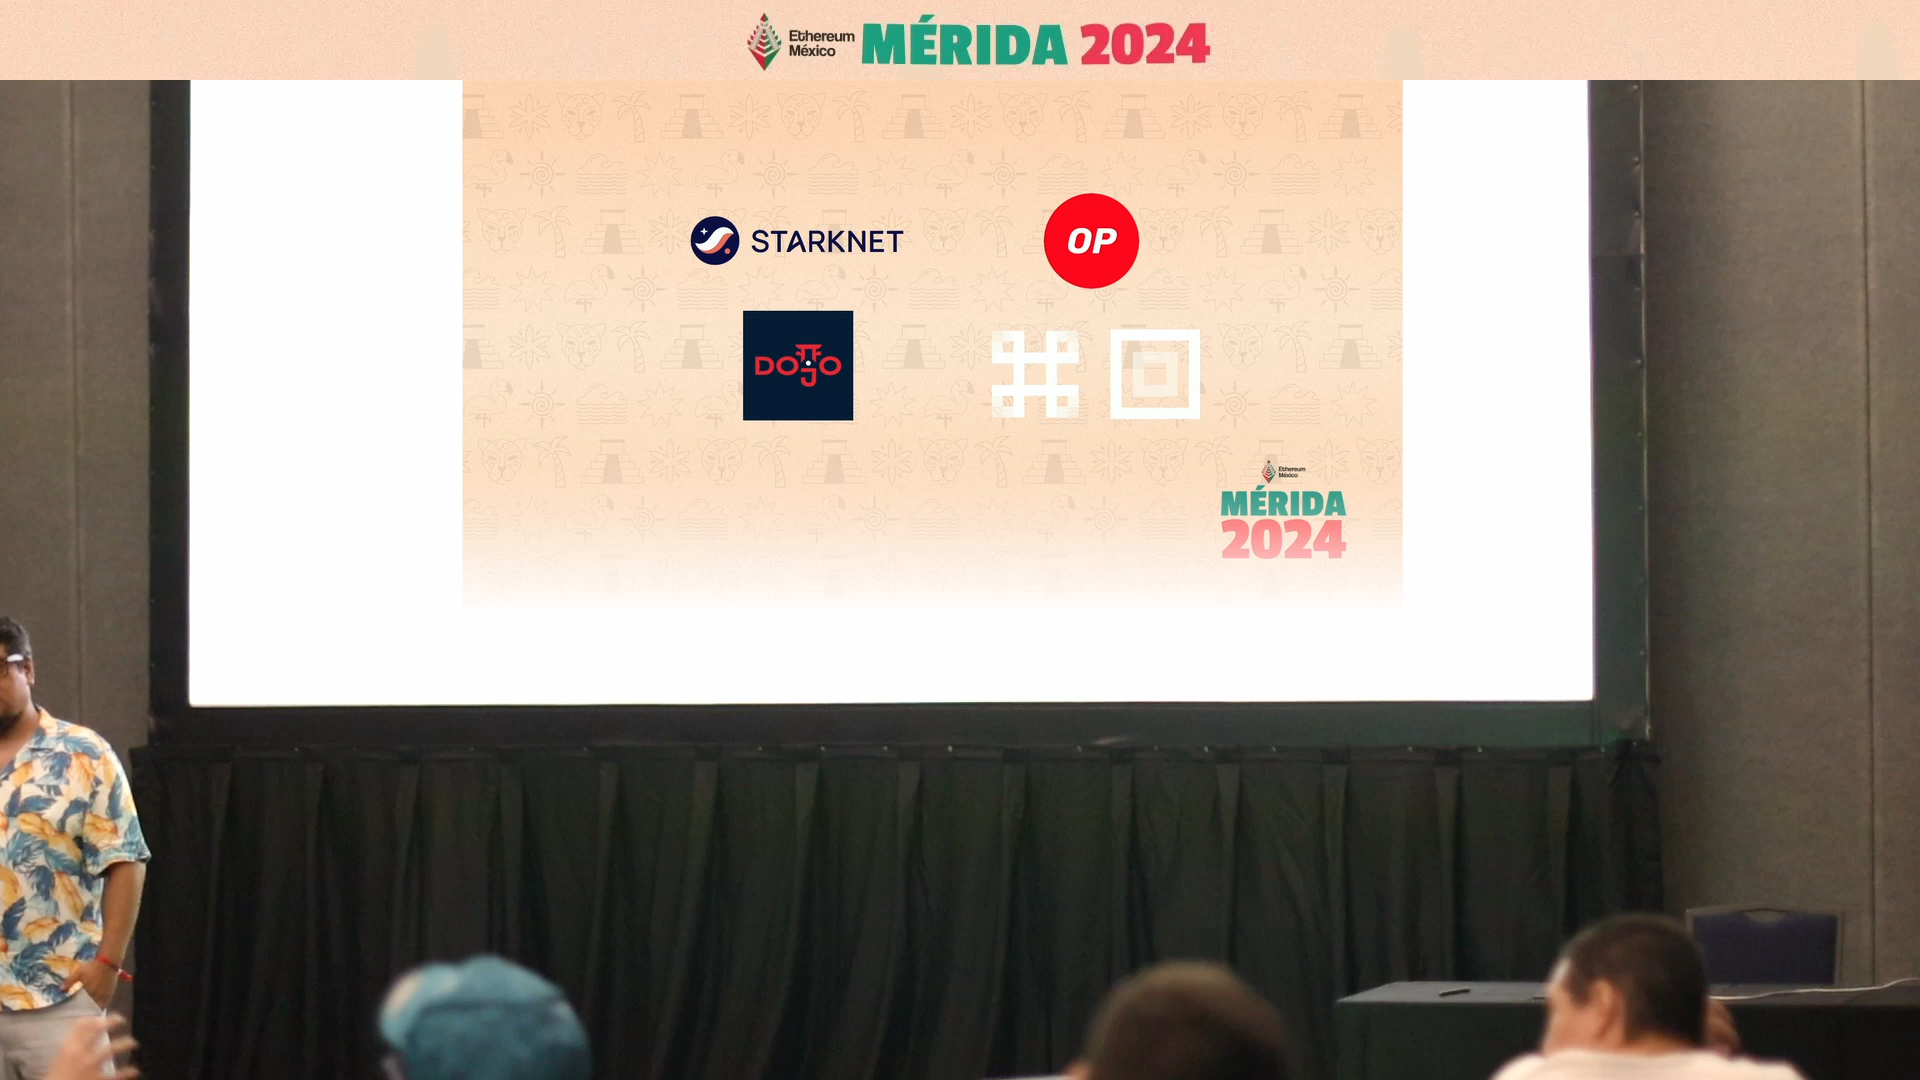 Ethereum
México
MÉRIDA 2024
STARKNET
OP
DOJO
Ethereum
México
MÉRIDA
2024